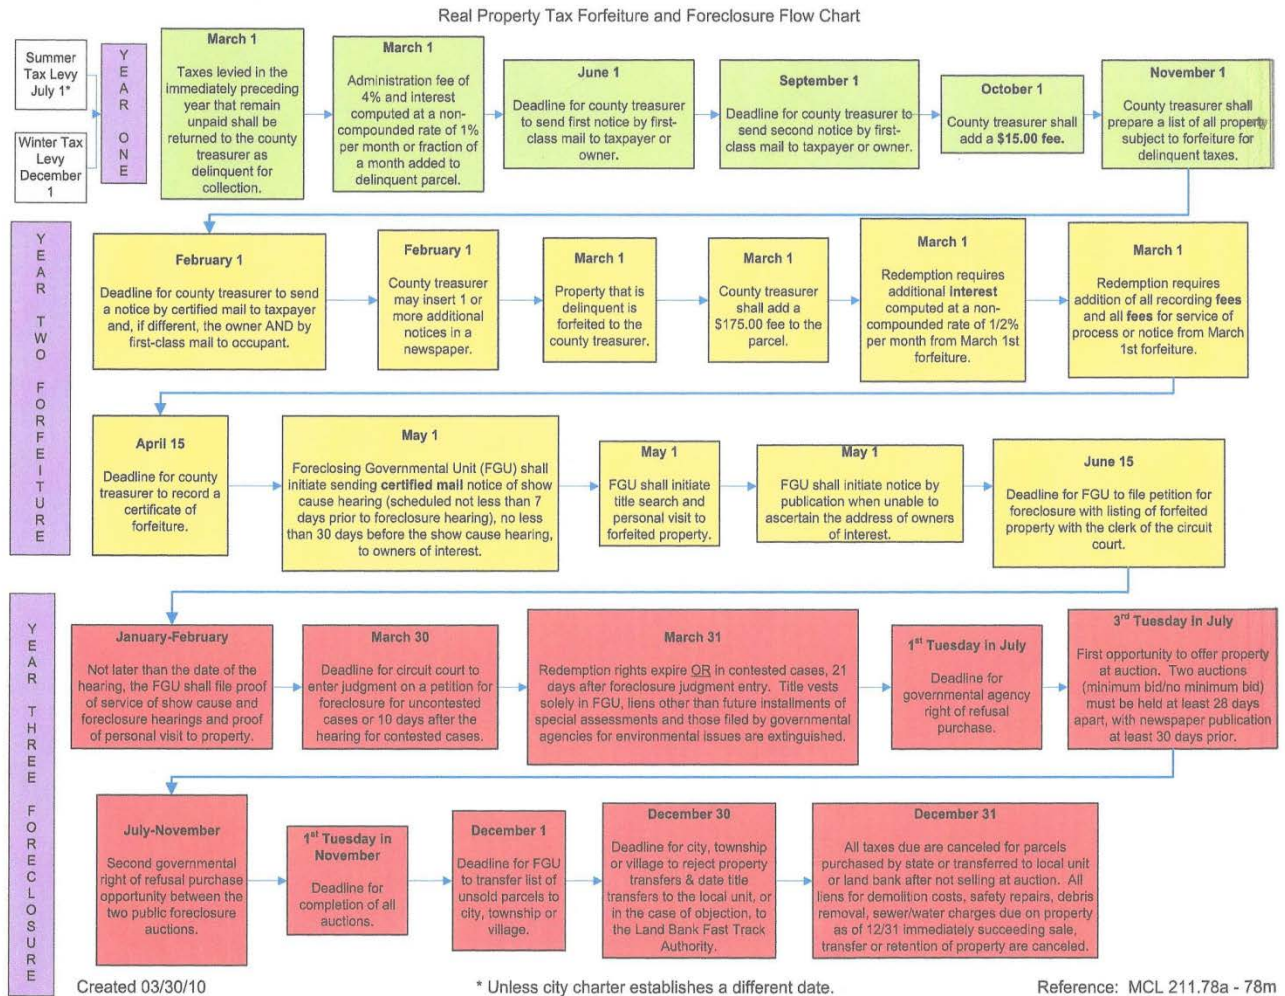 Real Property Tax Forfeiture and Foreclosure Flow Chart
Summer
Tax Levy
July 1*
Winter Tax
Levy
December
1
YEAR ONE
March 1
Taxes levied in the
immediately preceding
year that remain
unpaid shall be
returned to the county
treasurer as
delinquent for
collection.
March 1
Administration fee of
4% and interest
computed at a non-
compounded rate of 1%
per month or fraction of
a month added to
delinquent parcel.
June 1
Deadline for county treasurer
to send first notice by first-
class mail to taxpayer or
owner.
September 1
Deadline for county treasurer to
send second notice by first-
class mail to taxpayer or owner.
October 1
County treasurer shall
add a $15.00 fee.
November 1
County treasurer shall
prepare a list of all property
subject to forfeiture for
delinquent taxes.
YEAR TWO FORFEITURE
February 1
Deadline for county treasurer to send
a notice by certified mail to taxpayer
and, if different, the owner AND by
first-class mail to occupant.
February 1
County treasurer
may insert 1 or
more additional
notices in a
newspaper.
March 1
Property that is
delinquent is
forfeited to the
county treasurer.
March 1
County treasurer
shall add a
$175.00 fee to the
parcel.
March 1
Redemption requires
additional interest
computed at a non-
compounded rate of 1/2%
per month from March 1st
forfeiture.
March 1
Redemption requires
addition of all recording fees
and all fees for service of
process or notice from March
1st forfeiture.
April 15
Deadline for county
treasurer to record a
certificate of
forfeiture.
May 1
Foreclosing Governmental Unit (FGU) shall
initiate sending certified mail notice of show
cause hearing (scheduled not less than 7
days prior to foreclosure hearing), no less
than 30 days before the show cause hearing,
to owners of interest.
May 1
FGU shall initiate
title search and
personal visit to
forfeited property.
May 1
FGU shall initiate notice by
publication when unable to
ascertain the address of owners
of interest.
June 15
Deadline for FGU to file petition for
foreclosure with listing of forfeited
property with the clerk of the circuit
court.
YEAR THREE FORECLOSURE
January-February
Not later than the date of the
hearing, the FGU shall file proof
of service of show cause and
foreclosure hearings and proof
of personal visit to property.
March 30
Deadline for circuit court to
enter judgment on a petition for
foreclosure for uncontested
cases or 10 days after the
hearing for contested cases.
March 31
Redemption rights expire OR in contested cases, 21
days after foreclosure judgment entry. Title vests
solely in FGU, liens other than future installments of
special assessments and those filed by governmental
agencies for environmental issues are extinguished.
1st Tuesday in July
Deadline for
governmental agency
right of refusal
purchase.
3rd Tuesday in July
First opportunity to offer property
at auction. Two auctions
(minimum bid/no minimum bid)
must be held at least 28 days
apart, with newspaper publication
at least 30 days prior.
July-November
Second governmental
right of refusal purchase
opportunity between the
two public foreclosure
auctions.
1st Tuesday in
November
Deadline for
completion of all
auctions.
December 1
Deadline for FGU
to transfer list of
unsold parcels to
city, township or
village.
December 30
Deadline for city, township
or village to reject property
transfers & date title
transfers to the local unit, or
in the case of objection, to
the Land Bank Fast Track
Authority.
December 31
All taxes due are canceled for parcels
purchased by state or transferred to local unit
or land bank after not selling at auction. All
liens for demolition costs, safety repairs, debris
removal, sewer/water charges due on property
as of 12/31 immediately succeeding sale,
transfer or retention of property are canceled.
Created 03/30/10
* Unless city charter establishes a different date.
Reference: MCL 211.78a - 78m